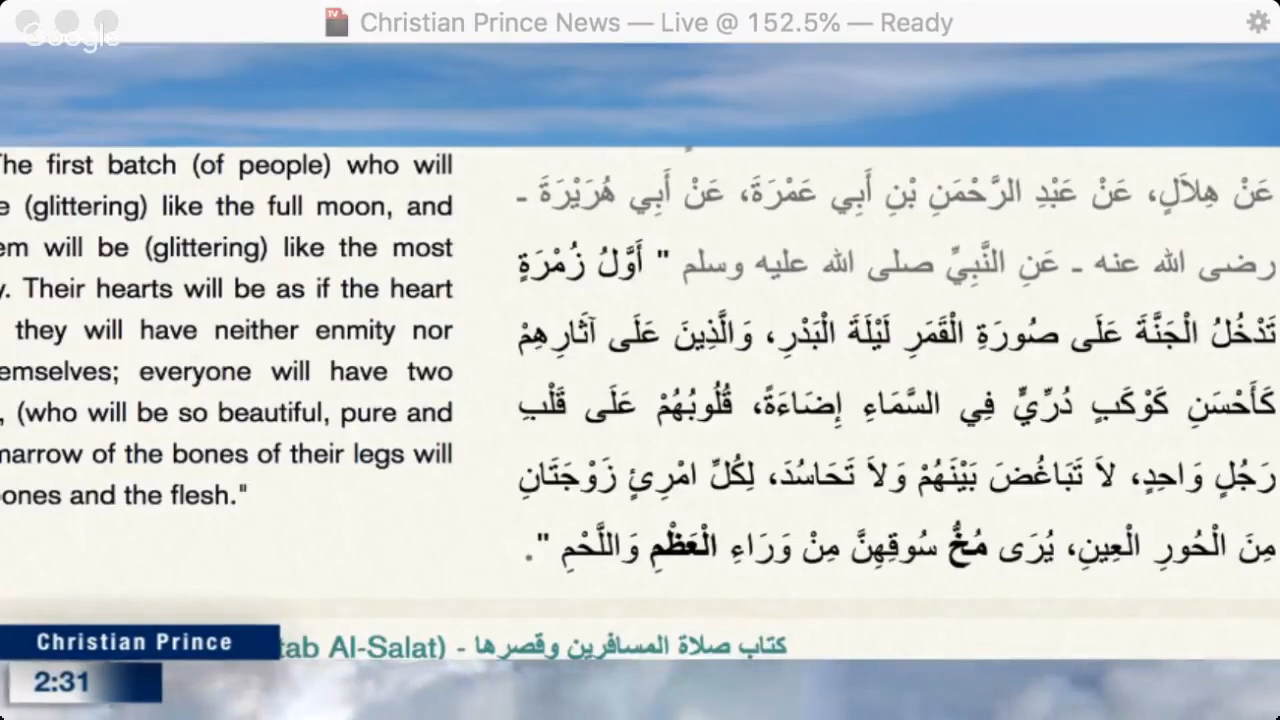 Christian Prince News — Live @ 152.5% — Ready
Google
The first batch (of people) who will
e (glittering) like the full moon, and
em will be (glittering) like the most
y. Their hearts will be as if the heart
they will have neither enmity nor
emselves; everyone will have two
, (who will be so beautiful, pure and
marrow of the bones of their legs will
ones and the flesh."
عَنْ هِلاَلٍ، عَنْ عَبْدِ الرَّحْمَنِ بْنِ أَبِي عَمْرَةَ، عَنْ أَبِي هُرَيْرَةَ ـ
رضى الله عنه ـ عَنِ النَّبِيِّ صلى الله عليه وسلم " أَوَّلُ زُمْرَةٍ
تَدْخُلُ الْجَنَّةَ عَلَى صُورَةِ الْقَمَرِ لَيْلَةَ الْبَدْرِ، وَالَّذِينَ عَلَى آثَارِهِمْ
كَأَحْسَنِ كَوْكَبٍ دُرِّيٍّ فِي السَّمَاءِ إِضَاءَةً، قُلُوبُهُمْ عَلَى قَلْبِ
رَجُلٍ وَاحِدٍ، لاَ تَبَاغُضَ بَيْنَهُمْ وَلاَ تَحَاسُدَ، لِكُلِّ امْرِئٍ زَوْجَتَانِ
مِنَ الْحُورِ الْعِينِ، يُرَى مُخُّ سُوقِهِنَّ مِنْ وَرَاءِ الْعَظْمِ وَاللَّحْمِ ".
tab Al-Salat) - كتاب صلاة المسافرين وقصرها
Christian Prince
2:31